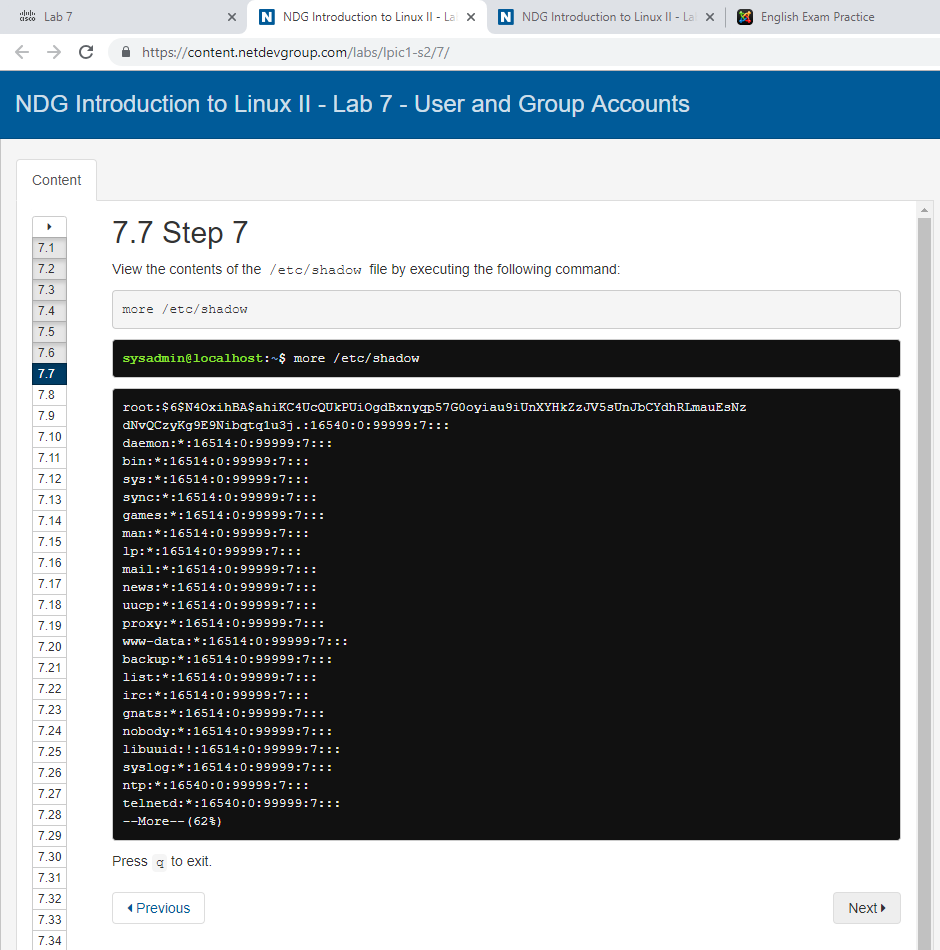 Lab 7
NDG Introduction to Linux II - La
NDG Introduction to Linux II - La
English Exam Practice
https://content.netdevgroup.com/labs/lpic1-s2/7/
NDG Introduction to Linux II - Lab 7 - User and Group Accounts
Content
7.1
7.2
7.3
7.4
7.5
7.6
7.7
7.8
7.9
7.10
7.11
7.12
7.13
7.14
7.15
7.16
7.17
7.18
7.19
7.20
7.21
7.22
7.23
7.24
7.25
7.26
7.27
7.28
7.29
7.30
7.31
7.32
7.33
7.34
7.7 Step 7
View the contents of the /etc/shadow file by executing the following command:
more /etc/shadow
sysadmin@localhost:~$ more /etc/shadow
root:$6$N4OxihBA$ahiKC4UcQUkPUiOgdBxnyqp57G0oyiau9iUnXYHkZzJV5sUnJbCYdhRLmauEsNz
dNvQCzyKg9E9Nibqtq1u3j.:16540:0:99999:7:::
daemon:*:16514:0:99999:7:::
bin:*:16514:0:99999:7:::
sys:*:16514:0:99999:7:::
sync:*:16514:0:99999:7:::
games:*:16514:0:99999:7:::
man:*:16514:0:99999:7:::
lp:*:16514:0:99999:7:::
mail:*:16514:0:99999:7:::
news:*:16514:0:99999:7:::
uucp:*:16514:0:99999:7:::
proxy:*:16514:0:99999:7:::
www-data:*:16514:0:99999:7:::
backup:*:16514:0:99999:7:::
list:*:16514:0:99999:7:::
irc:*:16514:0:99999:7:::
gnats:*:16514:0:99999:7:::
nobody:*:16514:0:99999:7:::
libuuid:!:16514:0:99999:7:::
syslog:*:16514:0:99999:7:::
ntp:*:16540:0:99999:7:::
telnetd:*:16540:0:99999:7:::
--More--(62%)
Press q to exit.
Previous
Next